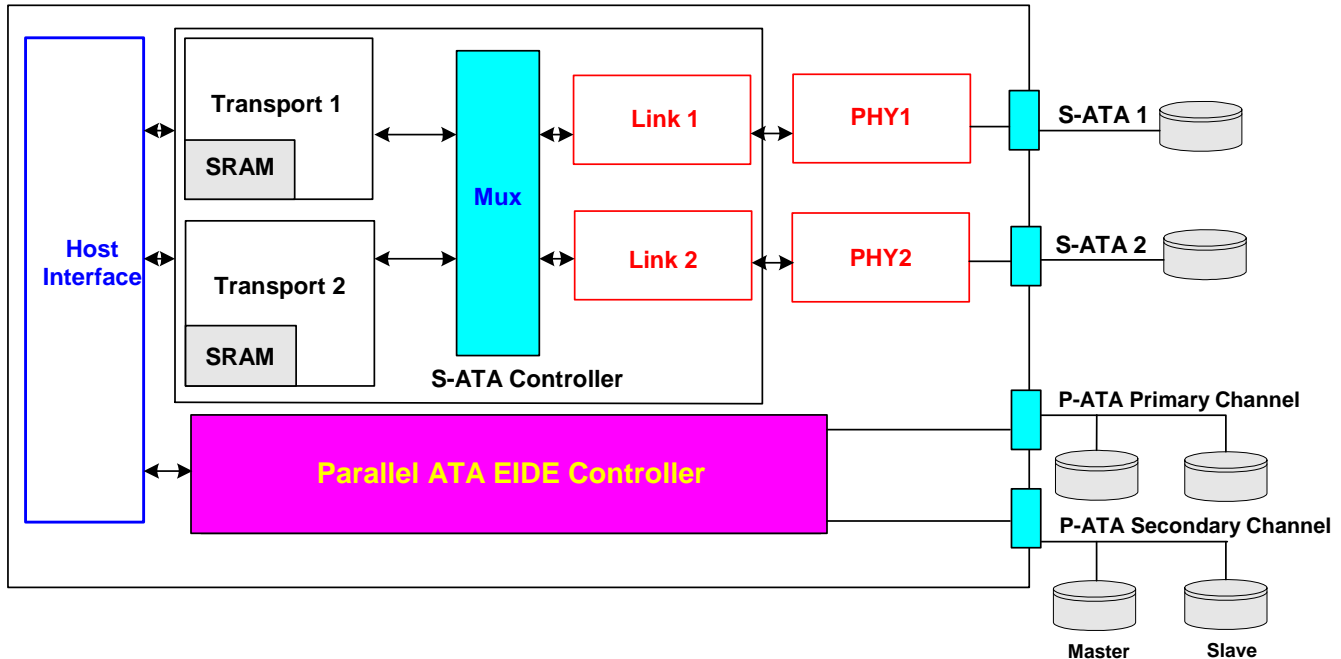 Transport 1
SRAM
Link 1
PHY1
S-ATA 1
Mux
Host
Interface
Transport 2
SRAM
Link 2
PHY2
S-ATA 2
S-ATA Controller
Parallel ATA EIDE Controller
P-ATA Primary Channel
P-ATA Secondary Channel
Master
Slave